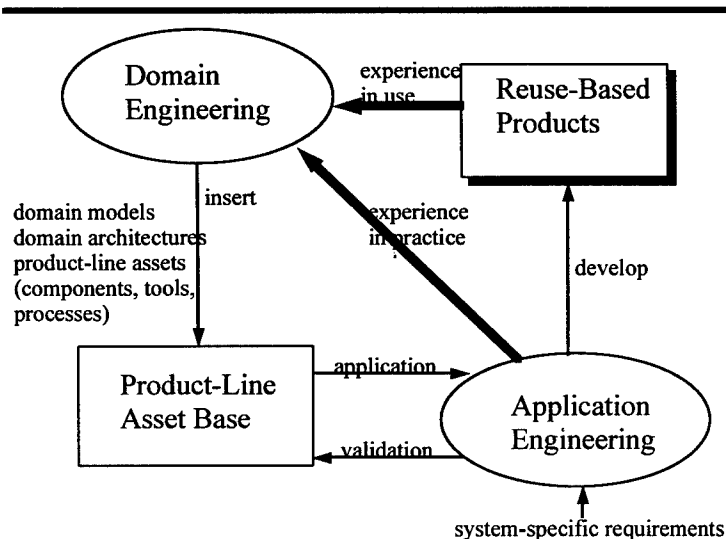 Domain
Engineering
experience
in use
Reuse-Based
Products
insert
domain models
domain architectures
product-line assets
(components, tools,
processes)
experience
in practice
develop
Product-Line
Asset Base
application
validation
Application
Engineering
system-specific requirements